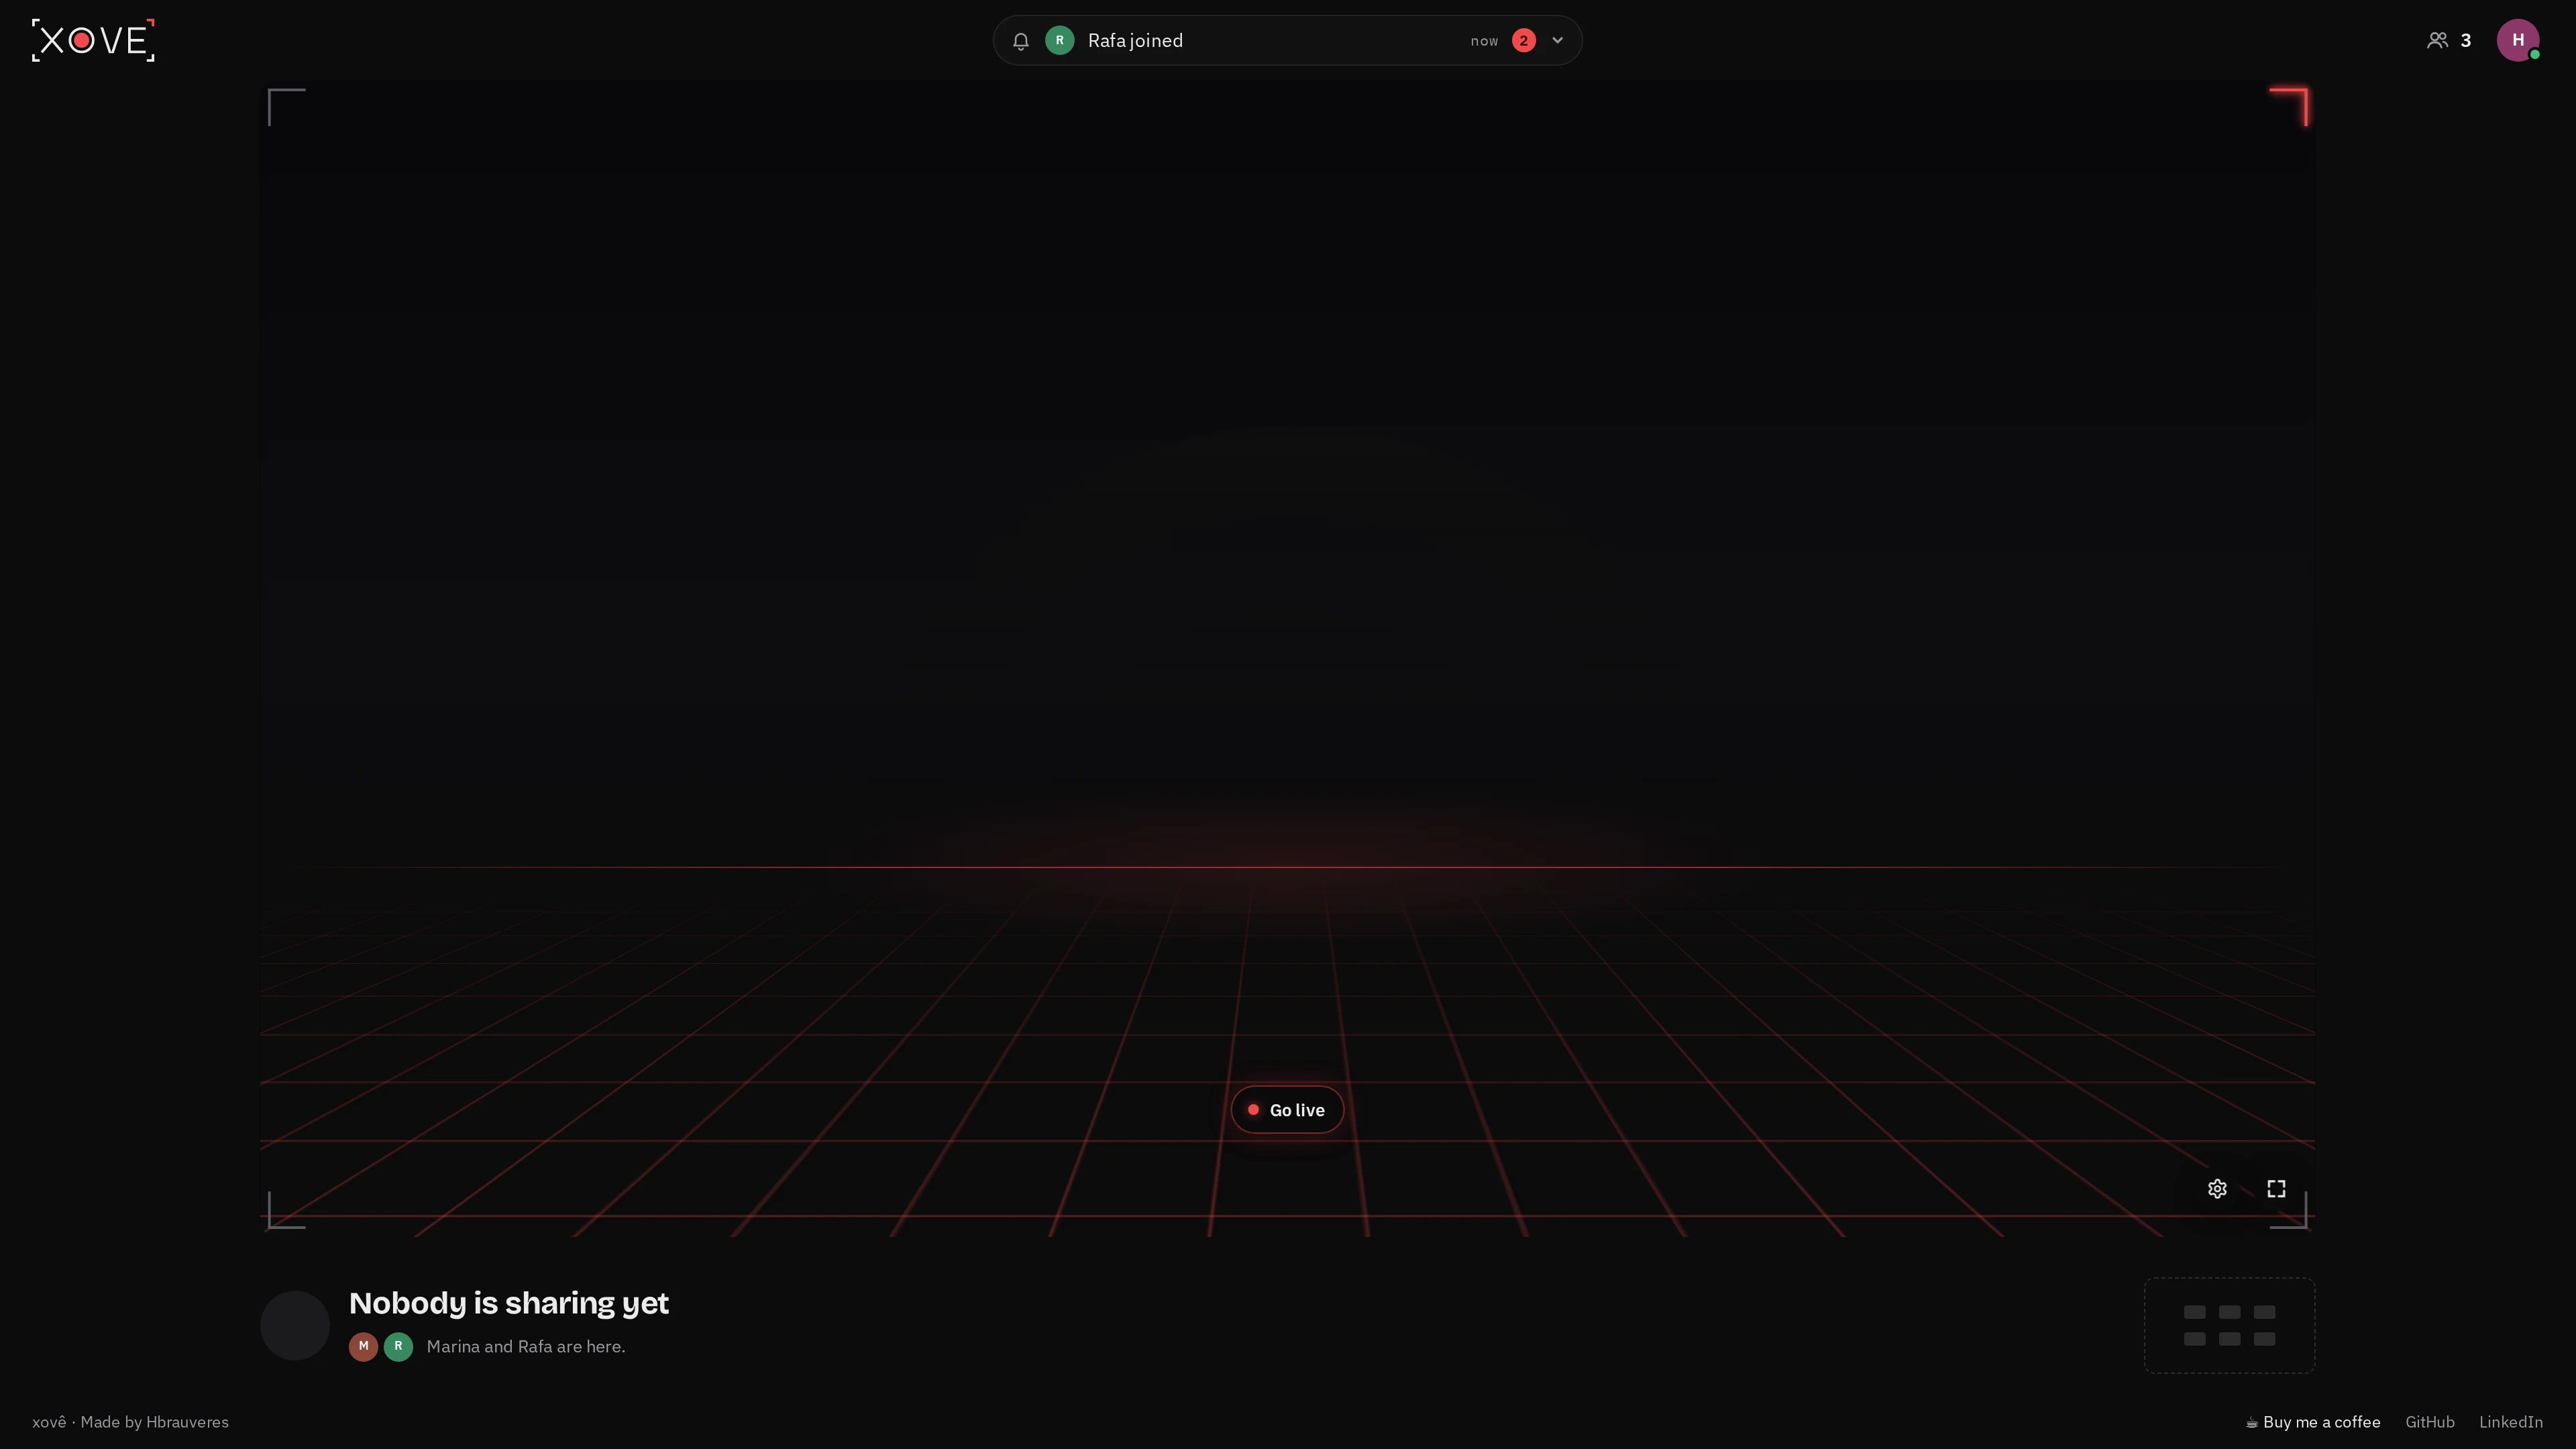 XOVE
R Rafa joined now 2
3 H
Go live
Nobody is sharing yet
M R Marina and Rafa are here.
xovê · Made by Hbrauveres
Buy me a coffee GitHub LinkedIn